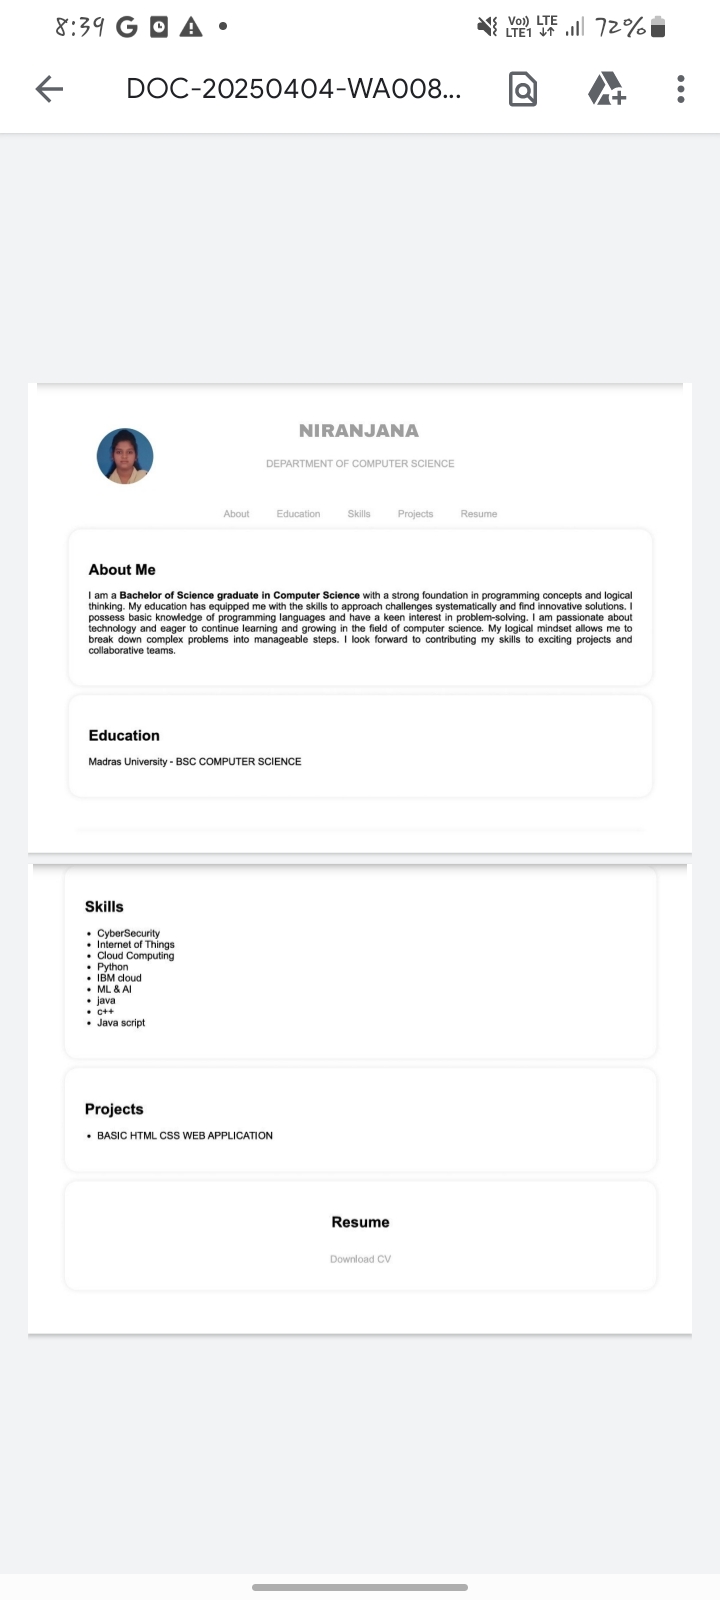 8:39
Vo)) LTE
LTE1
72%
DOC-20250404-WA008...
NIRANJANA
DEPARTMENT OF COMPUTER SCIENCE
About Education Skills Projects Resume
About Me
I am a Bachelor of Science graduate in Computer Science with a strong foundation in programming concepts and logical
thinking. My education has equipped me with the skills to approach challenges systematically and find innovative solutions. I
possess basic knowledge of programming languages and have a keen interest in problem-solving. I am passionate about
technology and eager to continue learning and growing in the field of computer science. My logical mindset allows me to
break down complex problems into manageable steps. I look forward to contributing my skills to exciting projects and
collaborative teams.
Education
Madras University - BSC COMPUTER SCIENCE
Skills
• CyberSecurity
• Internet of Things
• Cloud Computing
• Python
• IBM cloud
• ML & AI
• java
• c++
• Java script
Projects
• BASIC HTML CSS WEB APPLICATION
Resume
Download CV